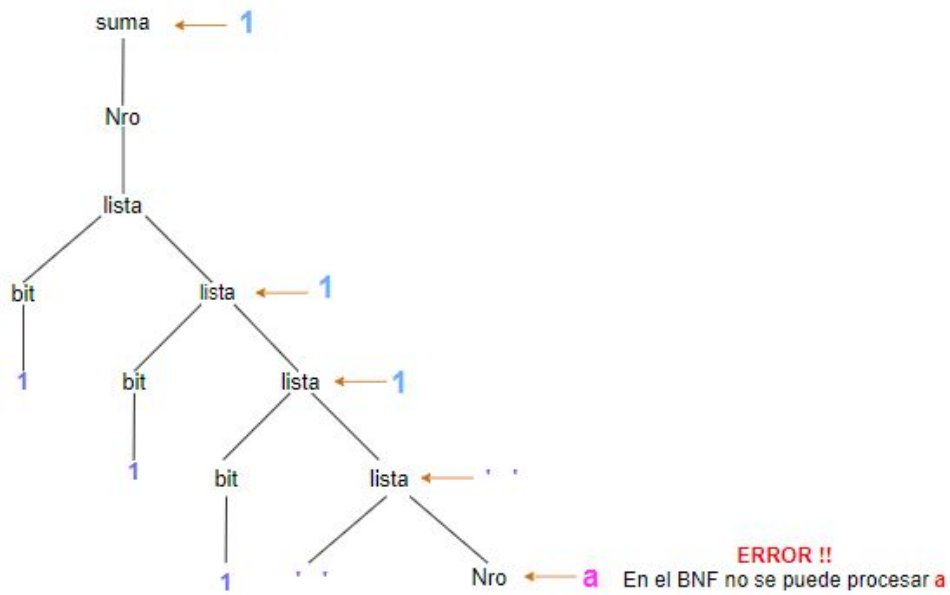 suma 1
Nro
lista
bit lista 1
1 bit lista 1
1 bit lista ' '
ERROR !!
1 ' ' Nro a En el BNF no se puede procesar a